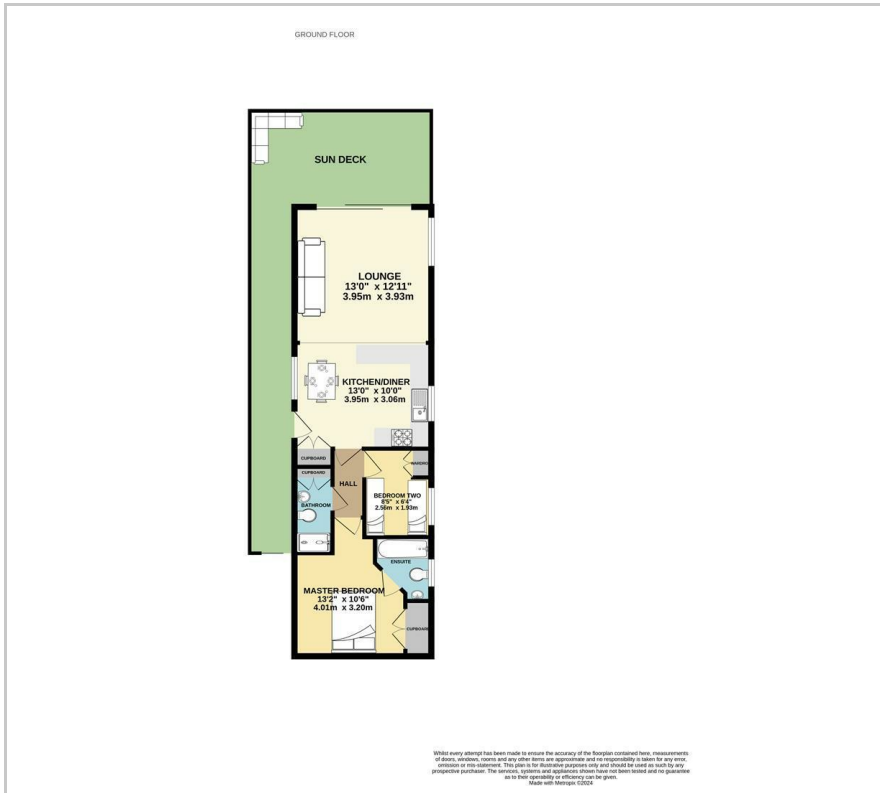 GROUND FLOOR
SUN DECK
LOUNGE
13'0" x 12'11"
3.95m x 3.93m
KITCHEN/DINER
13'0" x 10'0"
3.95m x 3.06m
CUPBOARD
CUPBOARD
HALL
BATHROOM
BEDROOM TWO
8'5" x 6'4"
2.56m x 1.93m
ENSUITE
MASTER BEDROOM
13'2" x 10'6"
4.01m x 3.20m
CUPBOARD
Whilst every attempt has been made to ensure the accuracy of the floorplan contained here, measurements
of doors, windows, rooms and any other items are approximate and no responsibility is taken for any error,
omission or mis-statement. This plan is for illustrative purposes only and should be used as such by any
prospective purchaser. The services, systems and appliances shown have not been tested and no guarantee
as to their operability or efficiency can be given.
Made with Metropix ©2024